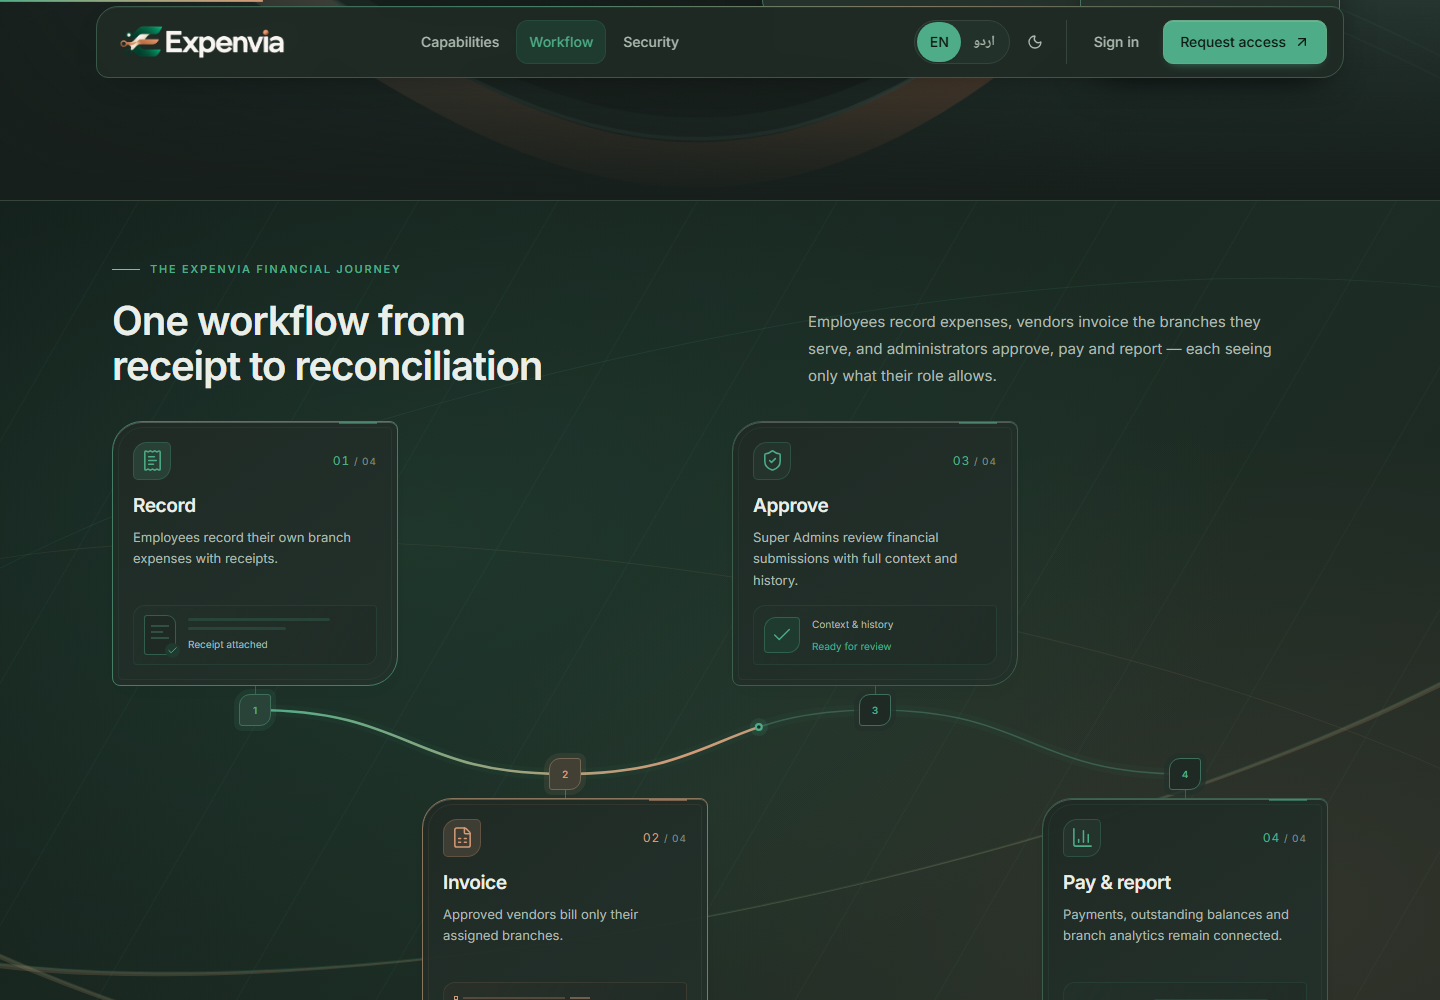 Expenvia
Capabilities
Workflow
Security
EN
اردو
Sign in
Request access
THE EXPENVIA FINANCIAL JOURNEY
One workflow from
receipt to reconciliation
Employees record expenses, vendors invoice the branches they
serve, and administrators approve, pay and report — each seeing
only what their role allows.
01 / 04
Record
Employees record their own branch
expenses with receipts.
Receipt attached
03 / 04
Approve
Super Admins review financial
submissions with full context and
history.
Context & history
Ready for review
1
2
3
4
02 / 04
Invoice
Approved vendors bill only their
assigned branches.
04 / 04
Pay & report
Payments, outstanding balances and
branch analytics remain connected.